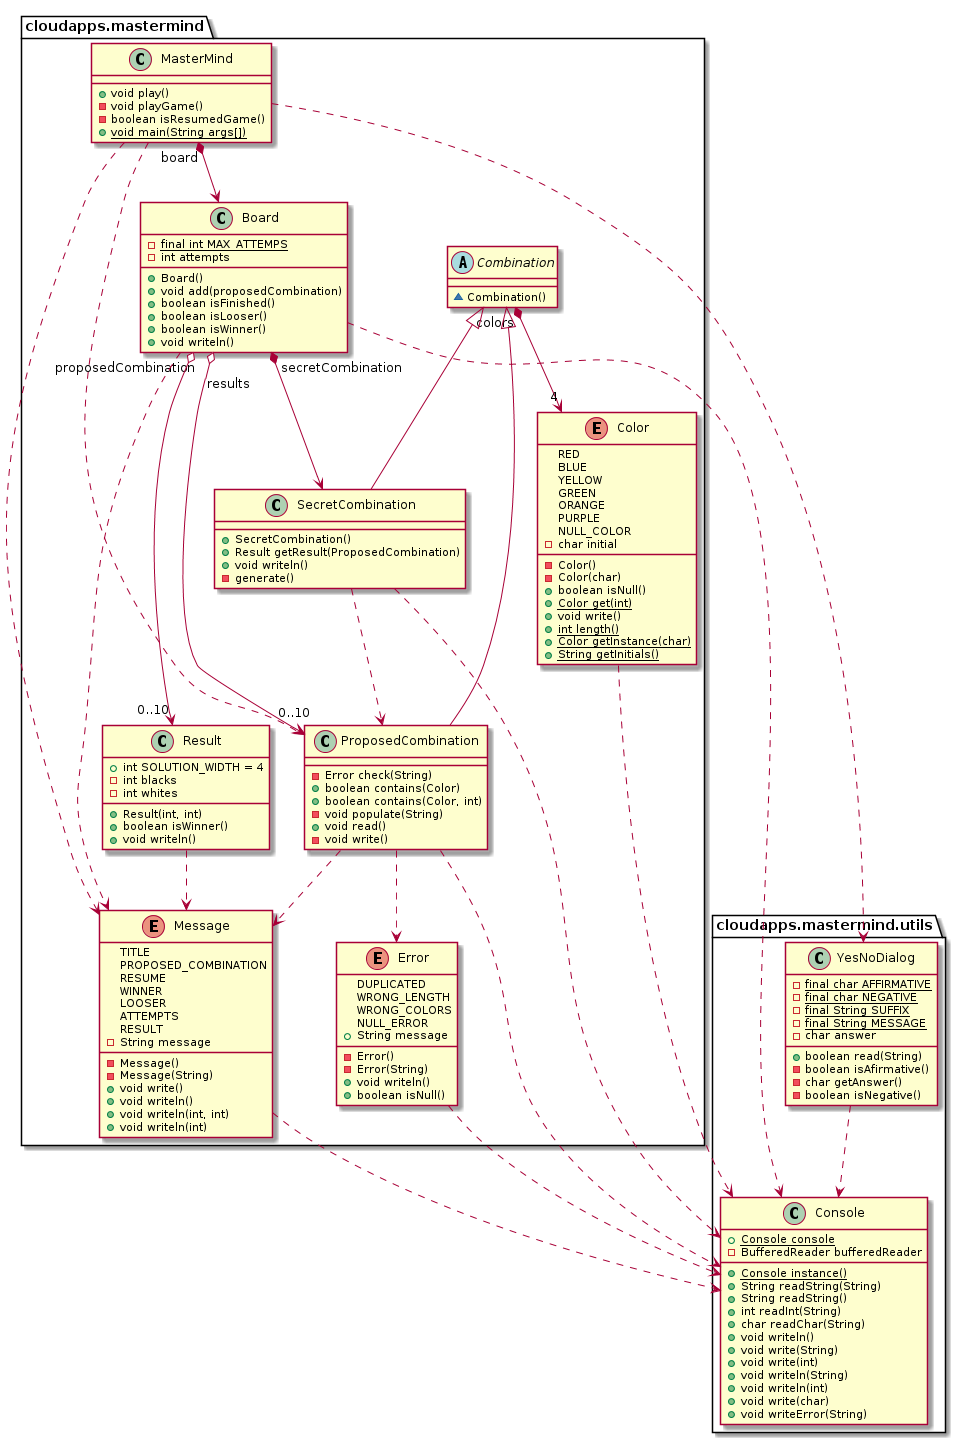 cloudapps.mastermind
C MasterMind
void play()
void playGame()
boolean isResumedGame()
void main(String args[])
board
C Board
final int MAX_ATTEMPS
int attempts
Board()
void add(proposedCombination)
boolean isFinished()
boolean isLooser()
boolean isWinner()
void writeln()
A Combination
Combination()
colors
proposedCombination
results
secretCombination
4
E Color
RED
BLUE
YELLOW
GREEN
ORANGE
PURPLE
NULL_COLOR
char initial
Color()
Color(char)
boolean isNull()
Color get(int)
void write()
int length()
Color getInstance(char)
String getInitials()
C SecretCombination
SecretCombination()
Result getResult(ProposedCombination)
void writeln()
generate()
0..10
0..10
C Result
int SOLUTION_WIDTH = 4
int blacks
int whites
Result(int, int)
boolean isWinner()
void writeln()
C ProposedCombination
Error check(String)
boolean contains(Color)
boolean contains(Color, int)
void populate(String)
void read()
void write()
E Message
TITLE
PROPOSED_COMBINATION
RESUME
WINNER
LOOSER
ATTEMPTS
RESULT
String message
Message()
Message(String)
void write()
void writeln()
void writeln(int, int)
void writeln(int)
E Error
DUPLICATED
WRONG_LENGTH
WRONG_COLORS
NULL_ERROR
String message
Error()
Error(String)
void writeln()
boolean isNull()
cloudapps.mastermind.utils
C YesNoDialog
final char AFFIRMATIVE
final char NEGATIVE
final String SUFFIX
final String MESSAGE
char answer
boolean read(String)
boolean isAfirmative()
char getAnswer()
boolean isNegative()
C Console
Console console
BufferedReader bufferedReader
Console instance()
String readString(String)
String readString()
int readInt(String)
char readChar(String)
void writeln()
void write(String)
void write(int)
void writeln(String)
void writeln(int)
void write(char)
void writeError(String)